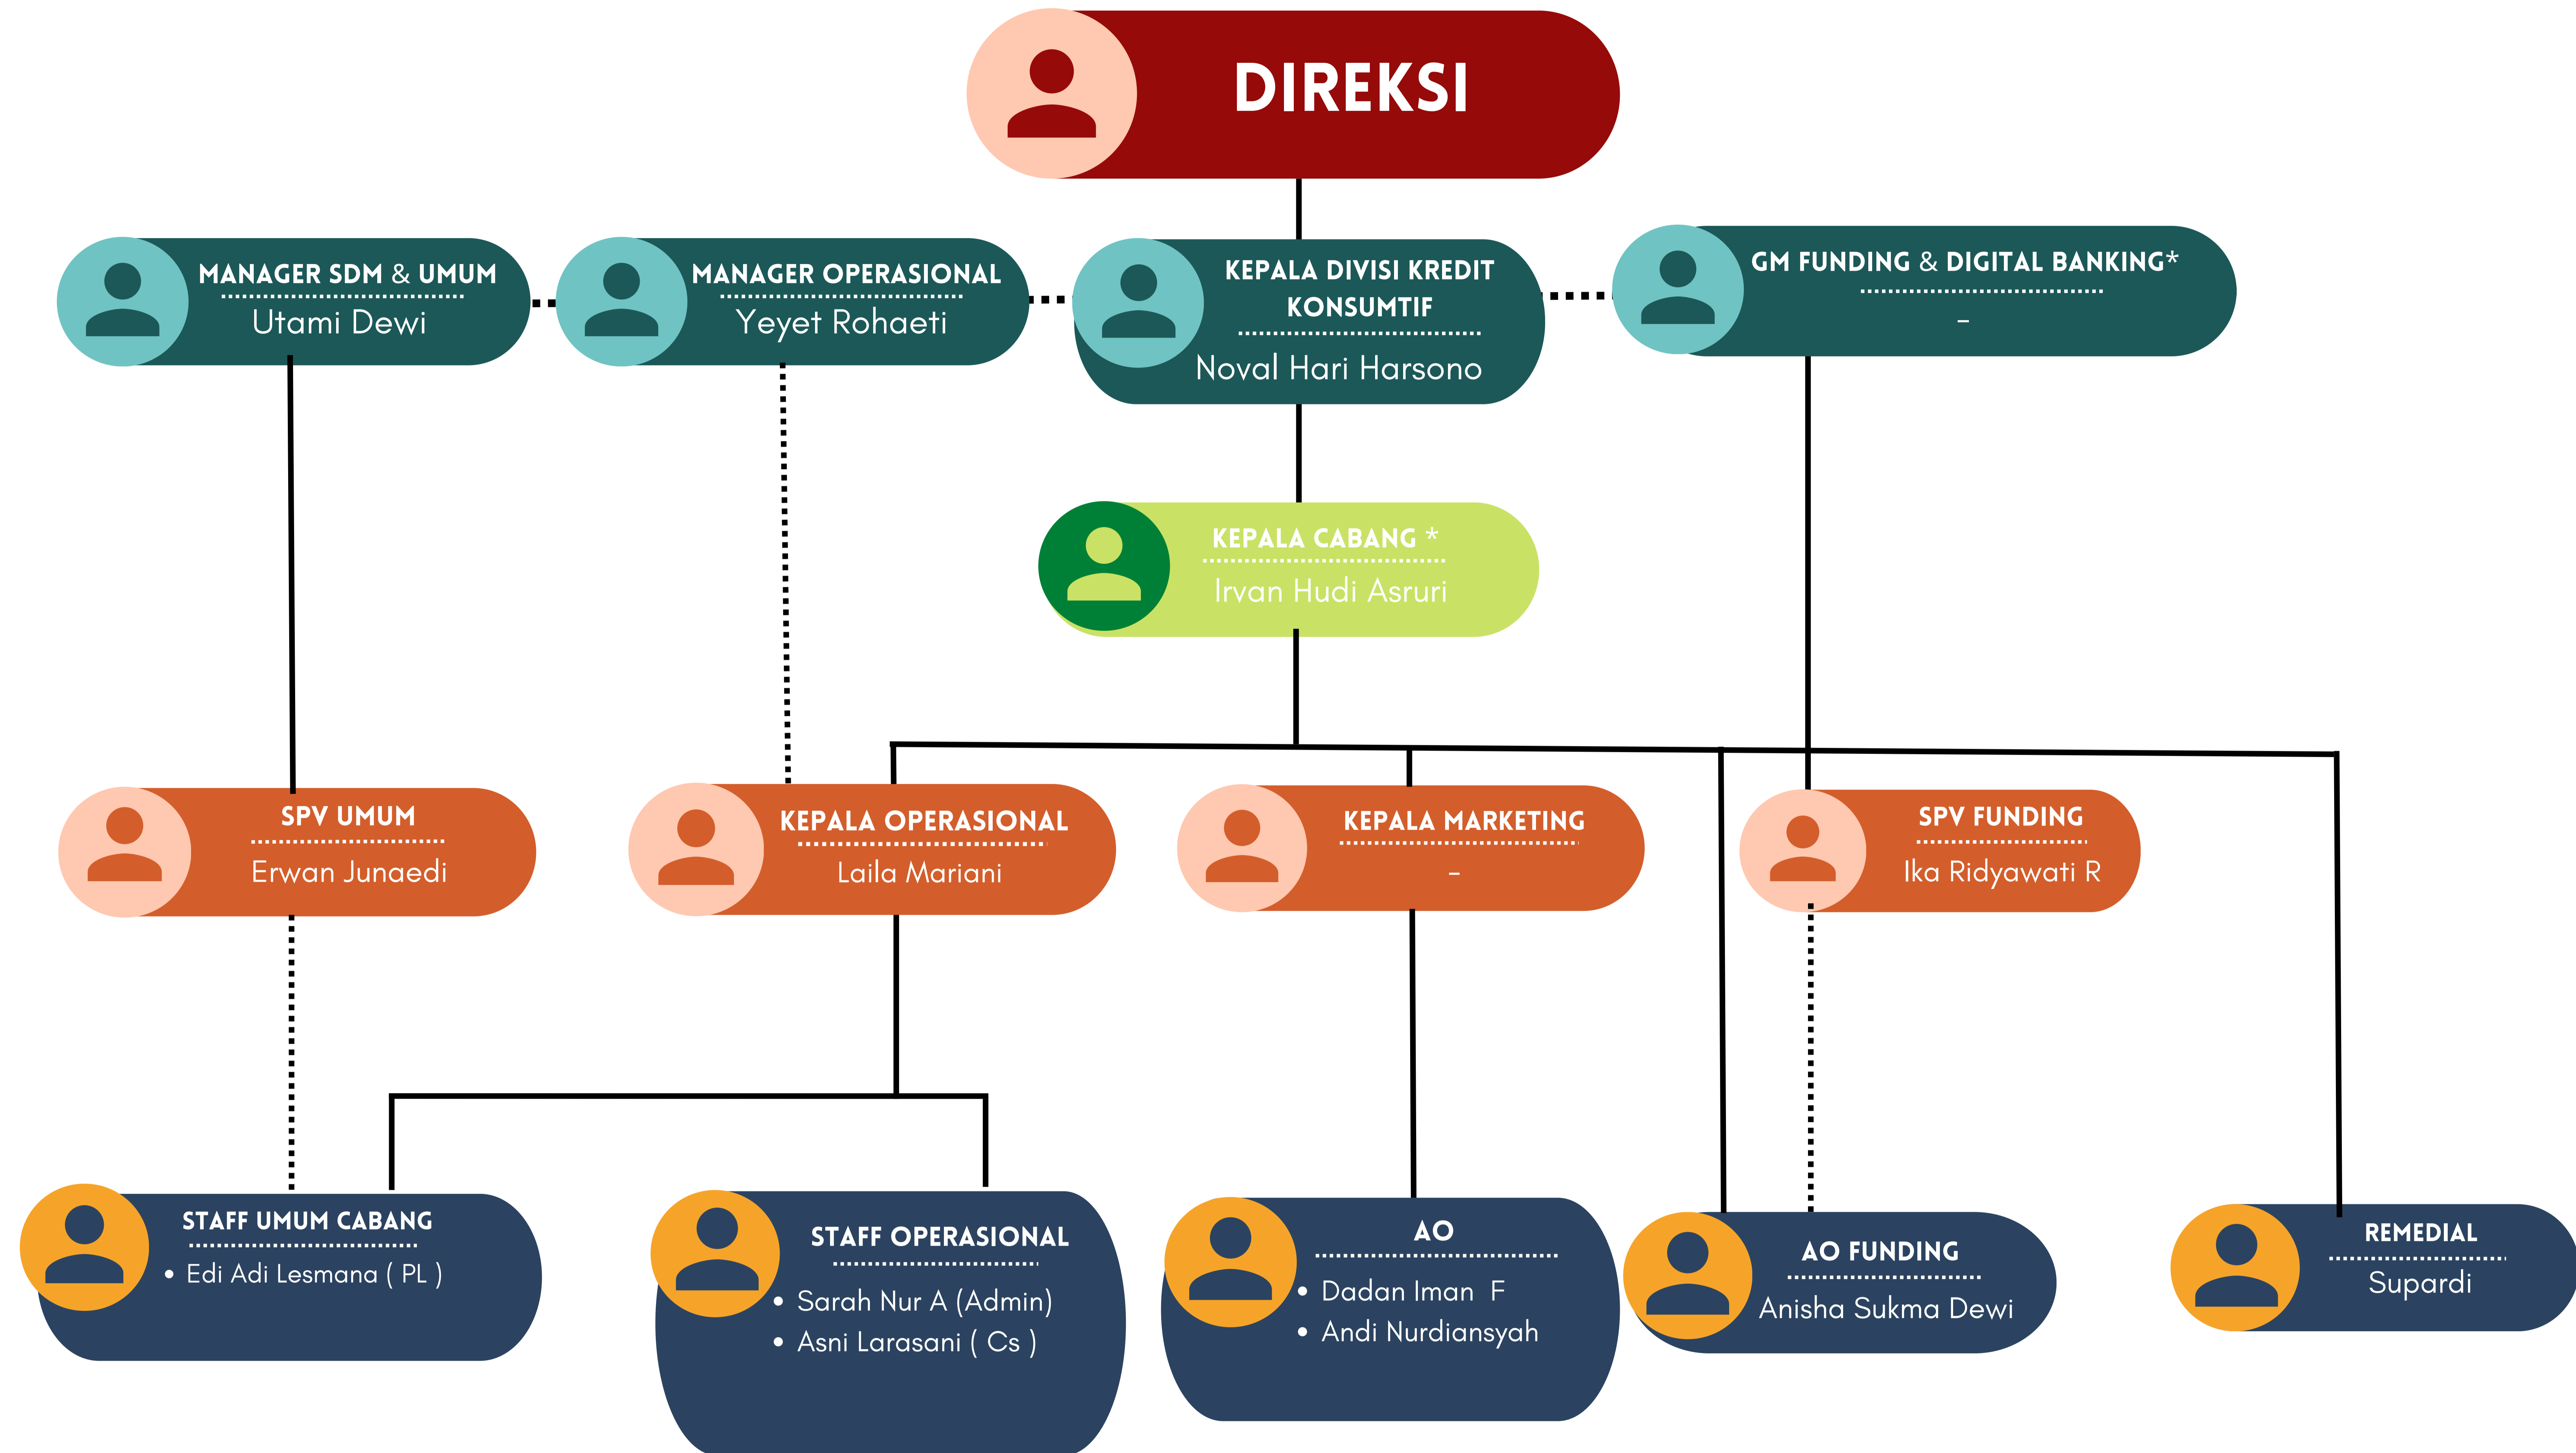 DIREKSI
MANAGER SDM & UMUM
Utami Dewi
MANAGER OPERASIONAL
Yeyet Rohaeti
KEPALA DIVISI KREDIT
KONSUMTIF
Noval Hari Harsono
GM FUNDING & DIGITAL BANKING*
-
KEPALA CABANG *
Irvan Hudi Asruri
SPV UMUM
Erwan Junaedi
KEPALA OPERASIONAL
Laila Mariani
KEPALA MARKETING
-
SPV FUNDING
Ika Ridyawati R
STAFF UMUM CABANG
• Edi Adi Lesmana ( PL )
STAFF OPERASIONAL
• Sarah Nur A (Admin)
• Asni Larasani ( Cs )
AO
• Dadan Iman F
• Andi Nurdiansyah
AO FUNDING
Anisha Sukma Dewi
REMEDIAL
Supardi